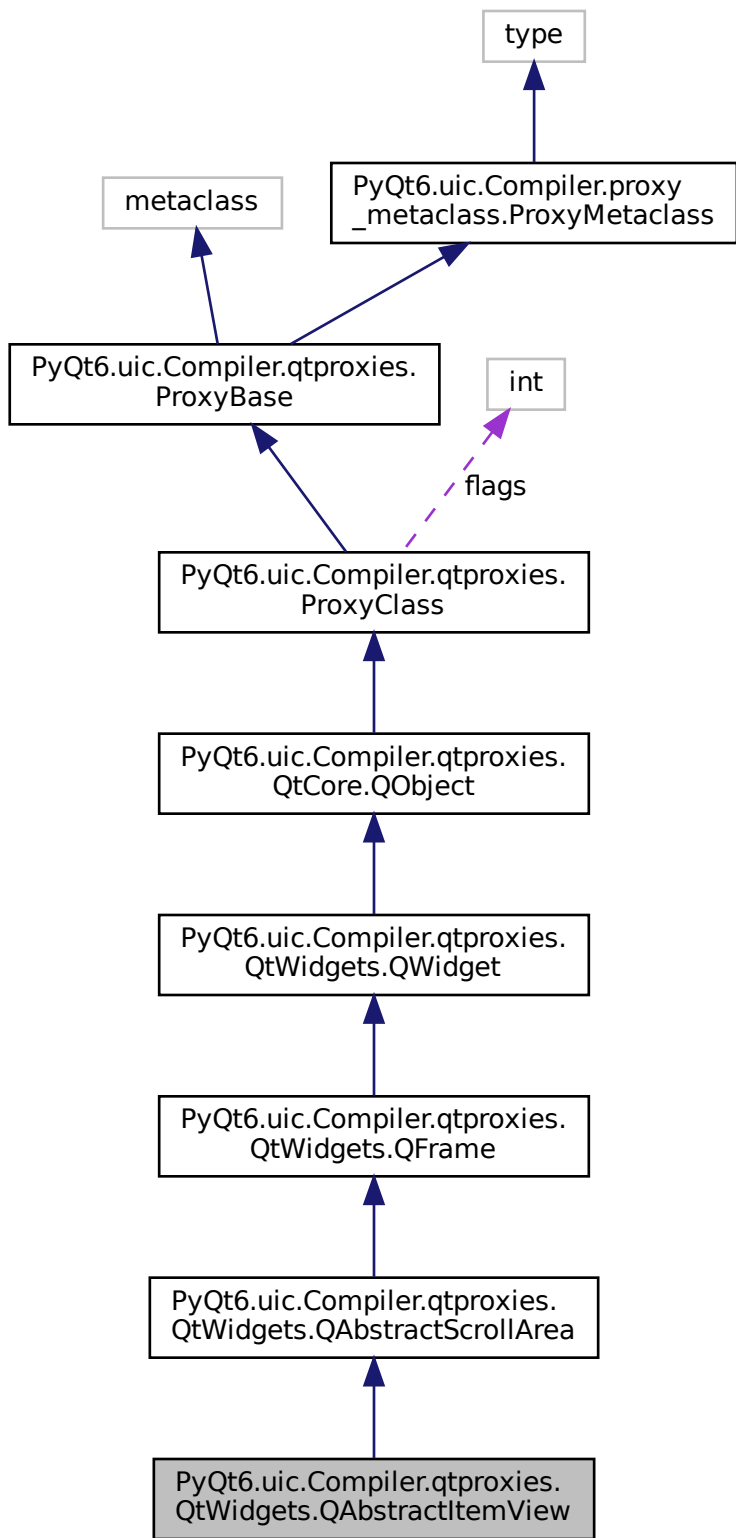 type
PyQt6.uic.Compiler.proxy
_metaclass.ProxyMetaclass
metaclass
PyQt6.uic.Compiler.qtproxies.
ProxyBase
int
flags
PyQt6.uic.Compiler.qtproxies.
ProxyClass
PyQt6.uic.Compiler.qtproxies.
QtCore.QObject
PyQt6.uic.Compiler.qtproxies.
QtWidgets.QWidget
PyQt6.uic.Compiler.qtproxies.
QtWidgets.QFrame
PyQt6.uic.Compiler.qtproxies.
QtWidgets.QAbstractScrollArea
PyQt6.uic.Compiler.qtproxies.
QtWidgets.QAbstractItemView